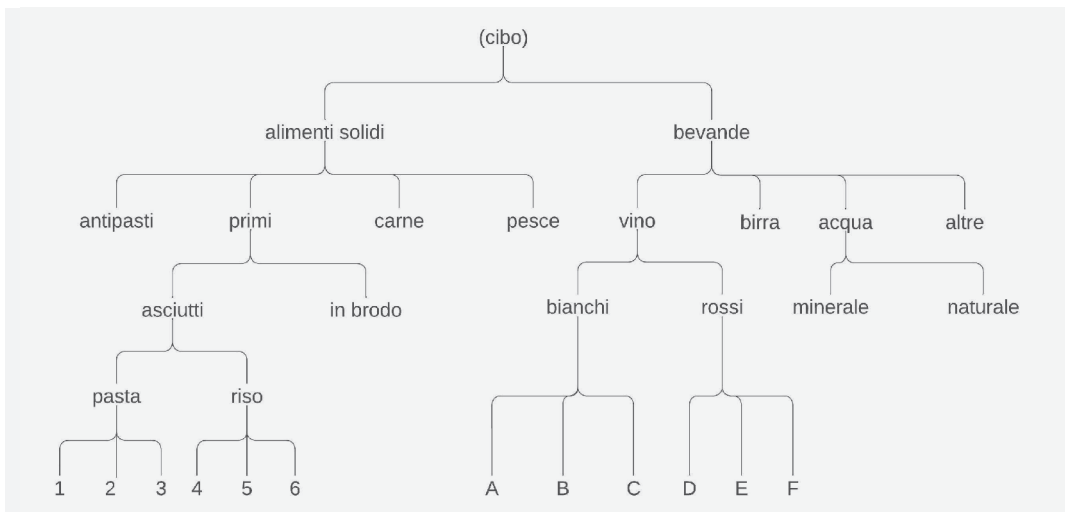 (cibo)
alimenti solidi bevande
antipasti primi carne pesce vino birra acqua altre
asciutti in brodo bianchi rossi minerale naturale
pasta riso
1 2 3 4 5 6 A B C D E F